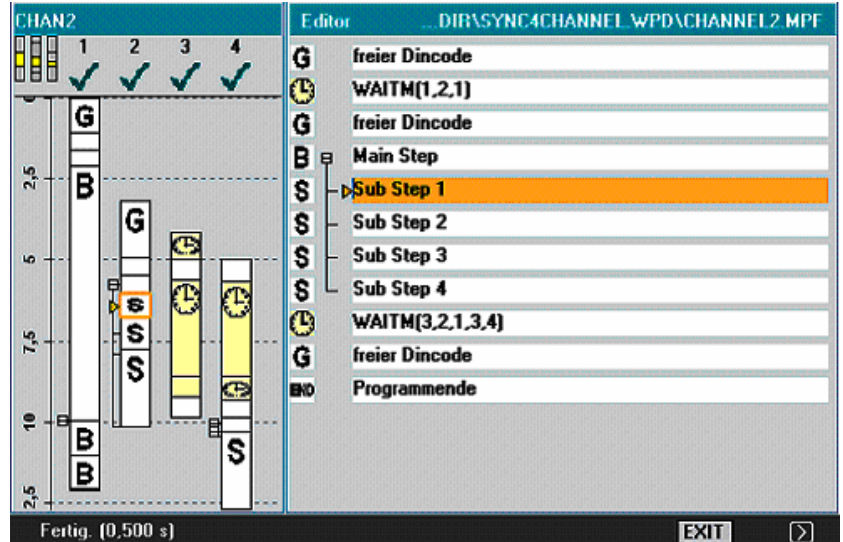 CHAN2
1 2 3 4
G
B
2,5
G
5
S
7,5
S
S
10
B
S
B
2,5
Editor ...DIR\SYNC4CHANNEL.WPD\CHANNEL2.MPF
G freier Dincode
WAITM(1,2,1)
G freier Dincode
B Main Step
S Sub Step 1
S Sub Step 2
S Sub Step 3
S Sub Step 4
WAITM(3,2,1,3,4)
G freier Dincode
END Programmende
Fertig. (0,500 s) EXIT